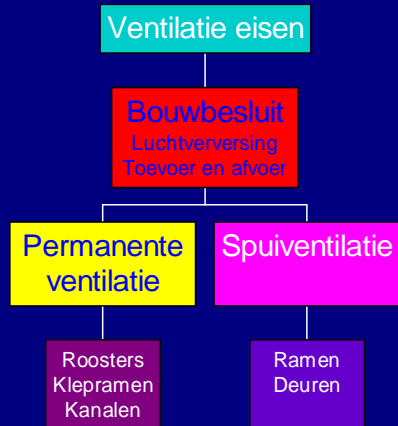 Ventilatie eisen
Bouwbesluit
Luchtverversing
Toevoer en afvoer
Permanente
ventilatie
Spuiventilatie
Roosters
Klepramen
Kanalen
Ramen
Deuren